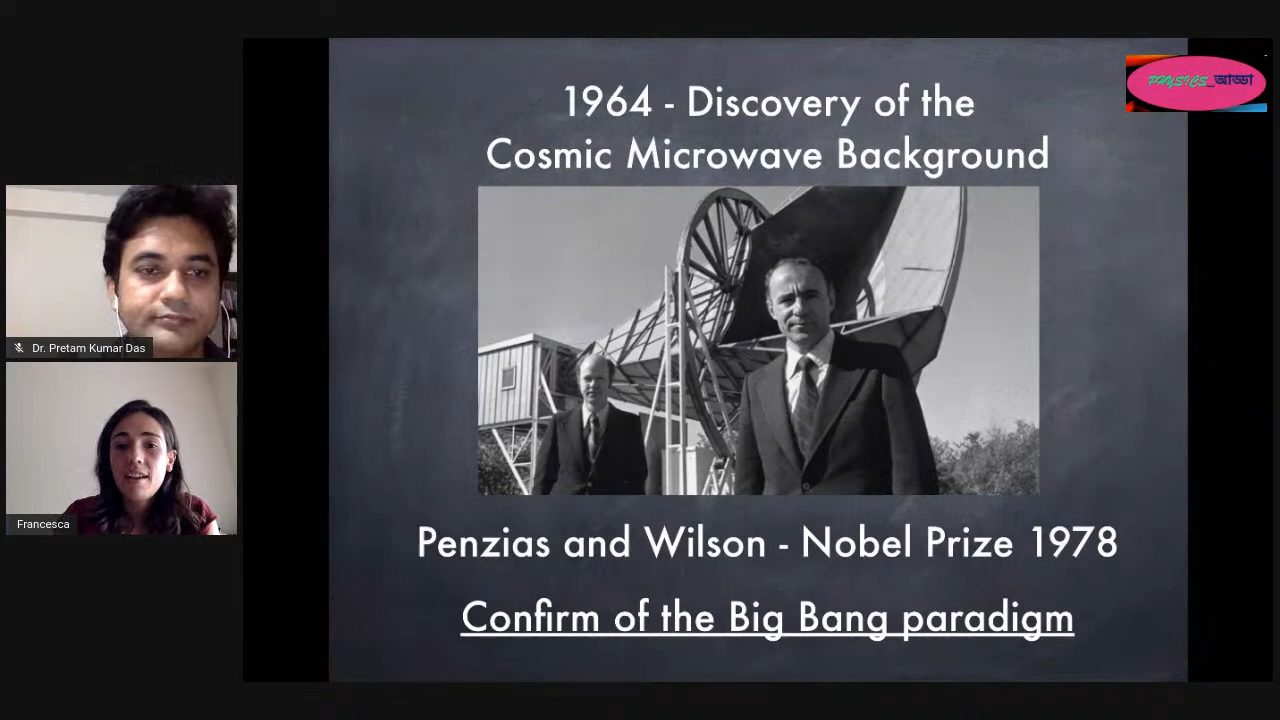 1964 - Discovery of the
Cosmic Microwave Background
PHYSICS_আড্ডা
Dr. Pretam Kumar Das
Francesca
Penzias and Wilson - Nobel Prize 1978
Confirm of the Big Bang paradigm